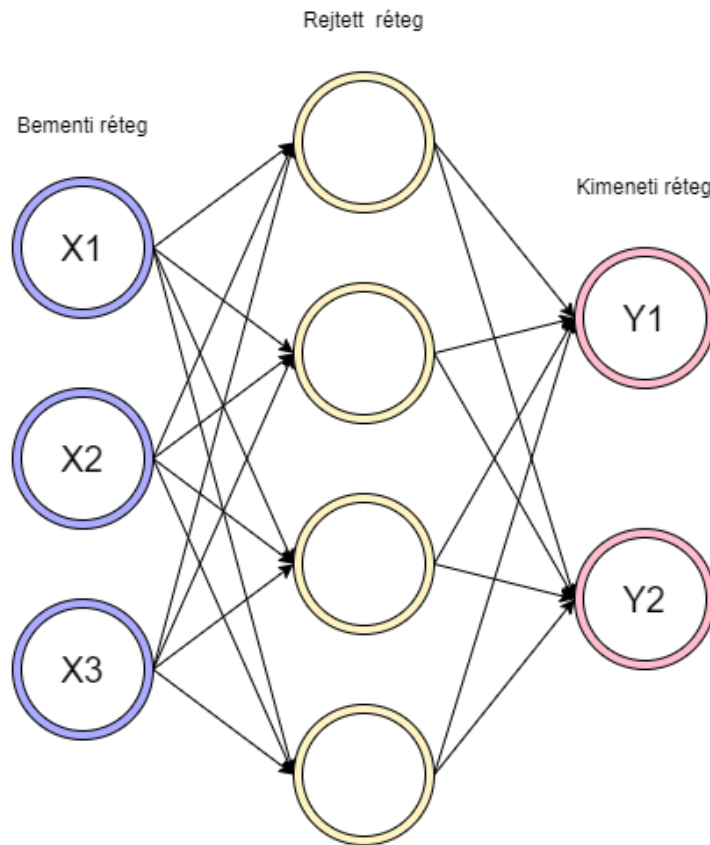 Rejtett réteg
Bementi réteg
Kimeneti réteg
X1
Y1
X2
Y2
X3